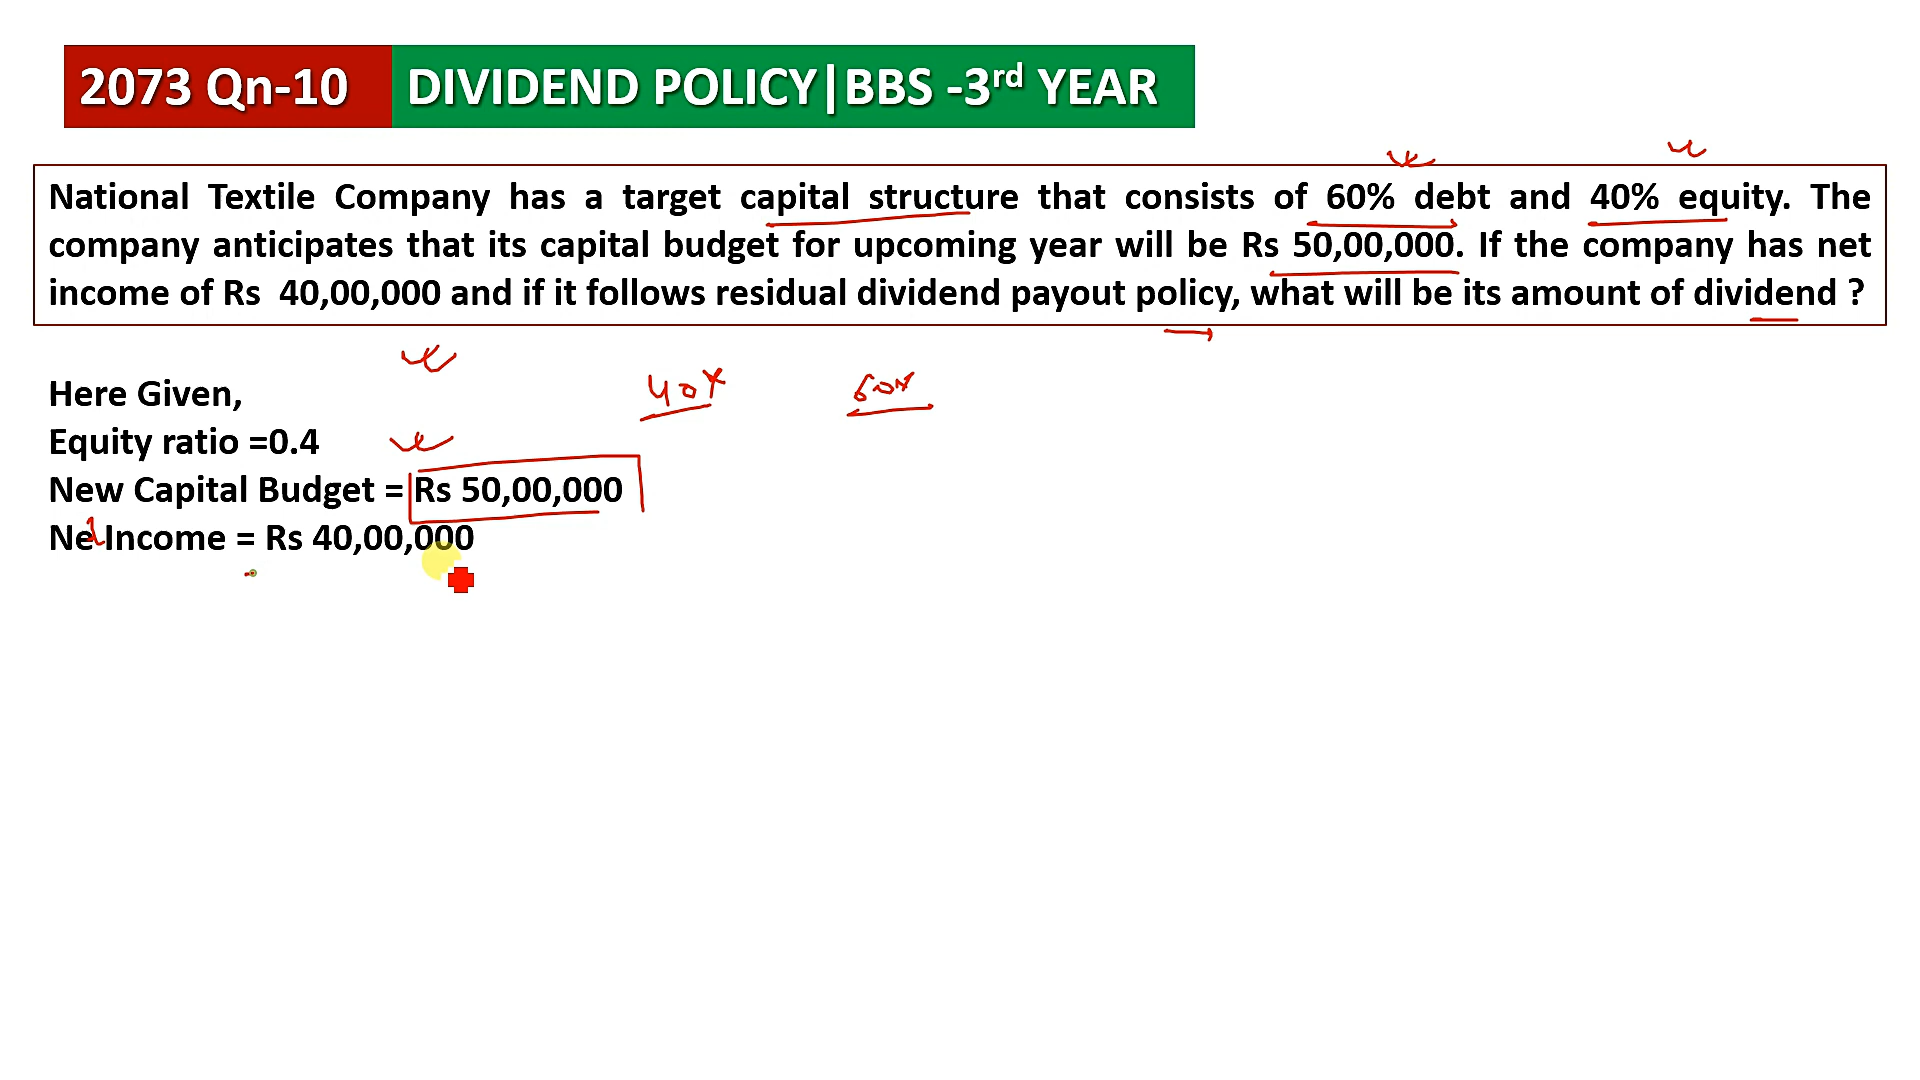 2073 Qn-10 DIVIDEND POLICY|BBS -3rd YEAR
National Textile Company has a target capital structure that consists of 60% debt and 40% equity. The
company anticipates that its capital budget for upcoming year will be Rs 50,00,000. If the company has net
income of Rs 40,00,000 and if it follows residual dividend payout policy, what will be its amount of dividend ?
40% 60%
Here Given,
Equity ratio =0.4
New Capital Budget = Rs 50,00,000
Net Income = Rs 40,00,000